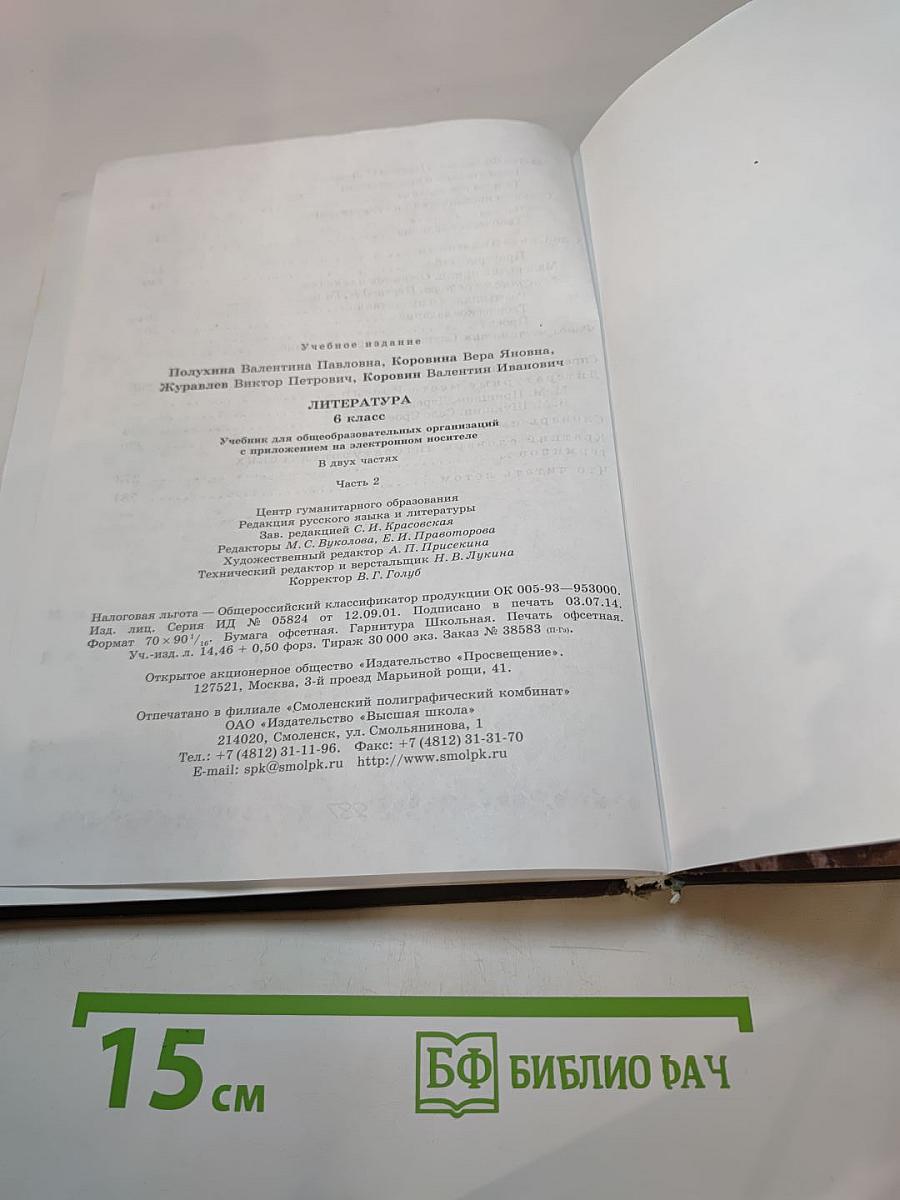 Учебное издание
Полухина Валентина Павловна, Коровина Вера Яновна,
Журавлев Виктор Петрович, Коровин Валентин Иванович
ЛИТЕРАТУРА
6 класс
Учебник для общеобразовательных организаций
с приложением на электронном носителе
В двух частях
Часть 2
Центр гуманитарного образования
Редакция русского языка и литературы
Зав. редакцией С. И. Красовская
Редакторы М. С. Вуколова, Е. И. Правоторова
Художественный редактор А. П. Присекина
Технический редактор и верстальщик Н. В. Лукина
Корректор В. Г. Голуб
Налоговая льгота — Общероссийский классификатор продукции ОК 005-93—953000.
Изд. лиц. Серия ИД № 05824 от 12.09.01. Подписано в печать 03.07.14.
Формат 70×90 1/16. Бумага офсетная. Гарнитура Школьная. Печать офсетная.
Уч.-изд. л. 14,46 + 0,50 форз. Тираж 30 000 экз. Заказ № 38583 (п-Гз).
Открытое акционерное общество «Издательство «Просвещение».
127521, Москва, 3-й проезд Марьиной рощи, 41.
Отпечатано в филиале «Смоленский полиграфический комбинат»
ОАО «Издательство «Высшая школа»
214020, Смоленск, ул. Смольянинова, 1
Тел.: +7 (4812) 31-11-96. Факс: +7 (4812) 31-31-70
E-mail: spk@smolpk.ru http://www.smolpk.ru
15 см
БФ БИБЛИО